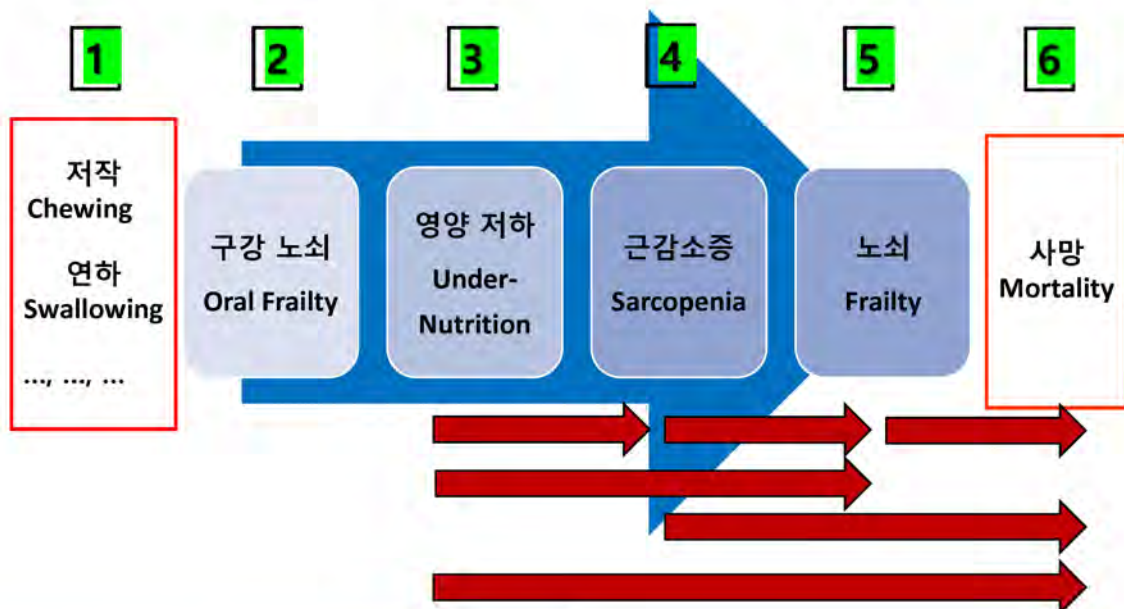 1
2
3
4
5
6
저작
Chewing
연하
Swallowing
..., ..., ...
구강 노쇠
Oral Frailty
영양 저하
Under-
Nutrition
근감소증
Sarcopenia
노쇠
Frailty
사망
Mortality